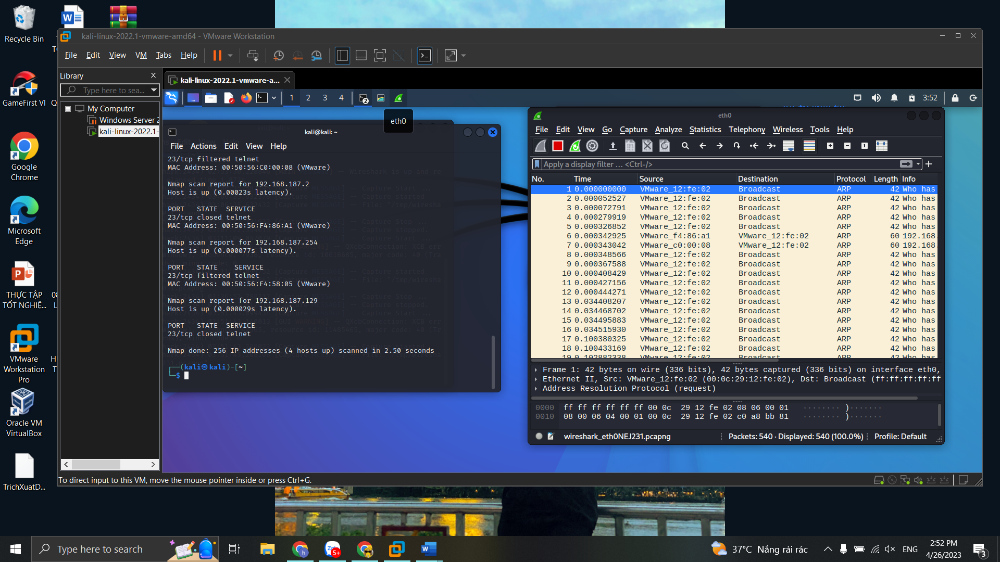 Recycle Bin
GameFirst VI
Google
Chrome
Microsoft
Edge
THỰC TẬP
TỐT NGHIỆ...
VMware
Workstation
Pro
Oracle VM
VirtualBox
TrichXuatD...
kali-linux-2022.1-vmware-amd64 - VMware Workstation
File Edit View VM Tabs Help
Library
Type here to sea...
My Computer
Windows Server 2
kali-linux-2022.1-
kali-linux-2022.1-vmware-a...
1 2 3 4
2
3:52
eth0
kali@kali: ~
File Actions Edit View Help
23/tcp filtered telnet
MAC Address: 00:50:56:C0:00:08 (VMware)
Nmap scan report for 192.168.187.2
Host is up (0.00023s latency).
PORT STATE SERVICE
23/tcp closed telnet
MAC Address: 00:50:56:F4:86:A1 (VMware)
Nmap scan report for 192.168.187.254
Host is up (0.000077s latency).
PORT STATE SERVICE
23/tcp filtered telnet
MAC Address: 00:50:56:F4:58:05 (VMware)
Nmap scan report for 192.168.187.129
Host is up (0.000029s latency).
PORT STATE SERVICE
23/tcp closed telnet
Nmap done: 256 IP addresses (4 hosts up) scanned in 2.50 seconds
┌──(kali㉿kali)-[~]
└─$
eth0
File Edit View Go Capture Analyze Statistics Telephony Wireless Tools Help
Apply a display filter ... <Ctrl-/>
No. Time Source Destination Protocol Length Info
1 0.000000000 VMware_12:fe:02 Broadcast ARP 42 Who has
2 0.000052527 VMware_12:fe:02 Broadcast ARP 42 Who has
3 0.000072791 VMware_12:fe:02 Broadcast ARP 42 Who has
4 0.000279919 VMware_12:fe:02 Broadcast ARP 42 Who has
5 0.000326852 VMware_12:fe:02 Broadcast ARP 42 Who has
6 0.000342925 VMware_f4:86:a1 VMware_12:fe:02 ARP 60 192.168.
7 0.000343042 VMware_c0:00:08 VMware_12:fe:02 ARP 60 192.168.
8 0.000348566 VMware_12:fe:02 Broadcast ARP 42 Who has
9 0.000367588 VMware_12:fe:02 Broadcast ARP 42 Who has
10 0.000408429 VMware_12:fe:02 Broadcast ARP 42 Who has
11 0.000427156 VMware_12:fe:02 Broadcast ARP 42 Who has
12 0.000444271 VMware_12:fe:02 Broadcast ARP 42 Who has
13 0.034408207 VMware_12:fe:02 Broadcast ARP 42 Who has
14 0.034468702 VMware_12:fe:02 Broadcast ARP 42 Who has
15 0.034495883 VMware_12:fe:02 Broadcast ARP 42 Who has
16 0.034515930 VMware_12:fe:02 Broadcast ARP 42 Who has
17 0.100380325 VMware_12:fe:02 Broadcast ARP 42 Who has
18 0.100433169 VMware_12:fe:02 Broadcast ARP 42 Who has
19 0.102882338 VMware_12:fe:02 Broadcast ARP 42 Who has
Frame 1: 42 bytes on wire (336 bits), 42 bytes captured (336 bits) on interface eth0,
Ethernet II, Src: VMware_12:fe:02 (00:0c:29:12:fe:02), Dst: Broadcast (ff:ff:ff:ff:ff
Address Resolution Protocol (request)
0000 ff ff ff ff ff ff 00 0c 29 12 fe 02 08 06 00 01 ········ )·······
0010 08 00 06 04 00 01 00 0c 29 12 fe 02 c0 a8 bb 81 ········ )·······
wireshark_eth0NEJ231.pcapng
Packets: 540 · Displayed: 540 (100.0%)
Profile: Default
To direct input to this VM, move the mouse pointer inside or press Ctrl+G.
Type here to search
5+
37°C Nắng rải rác
ENG
2:52 PM
4/26/2023
3